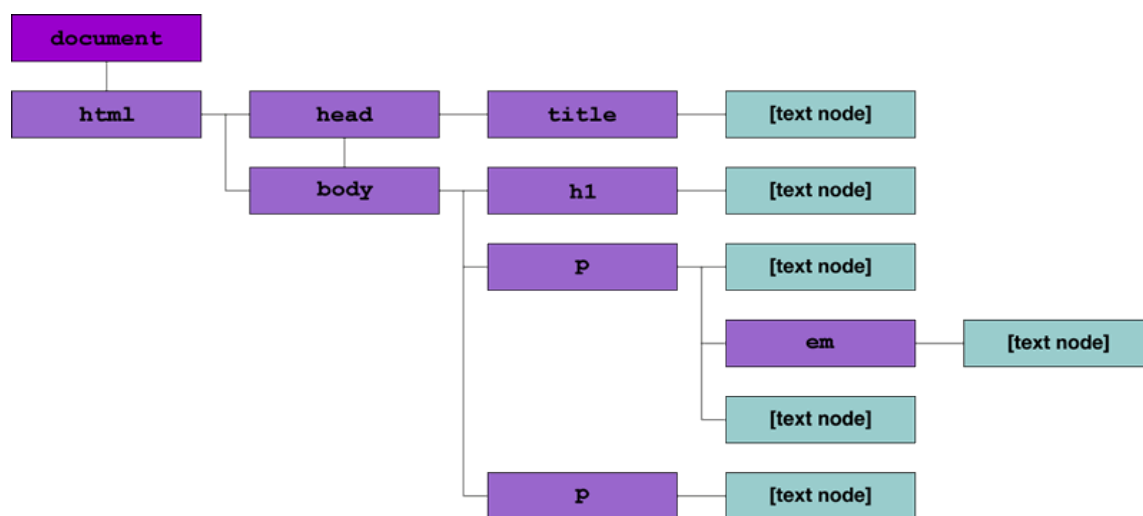 document
html head title [text node]
body h1 [text node]
p [text node]
em [text node]
[text node]
p [text node]